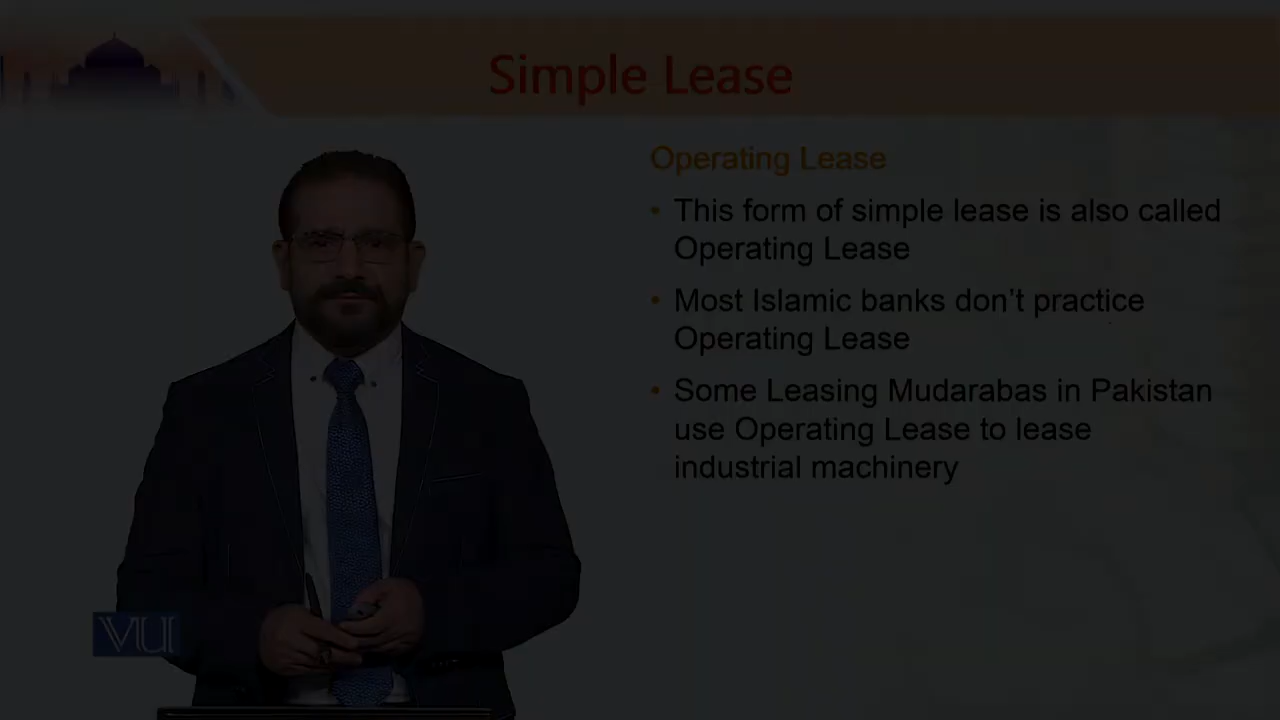 Simple Lease
Operating Lease
• This form of simple lease is also called
Operating Lease
• Most Islamic banks don’t practice
Operating Lease
• Some Leasing Mudarabas in Pakistan
use Operating Lease to lease
industrial machinery
VU